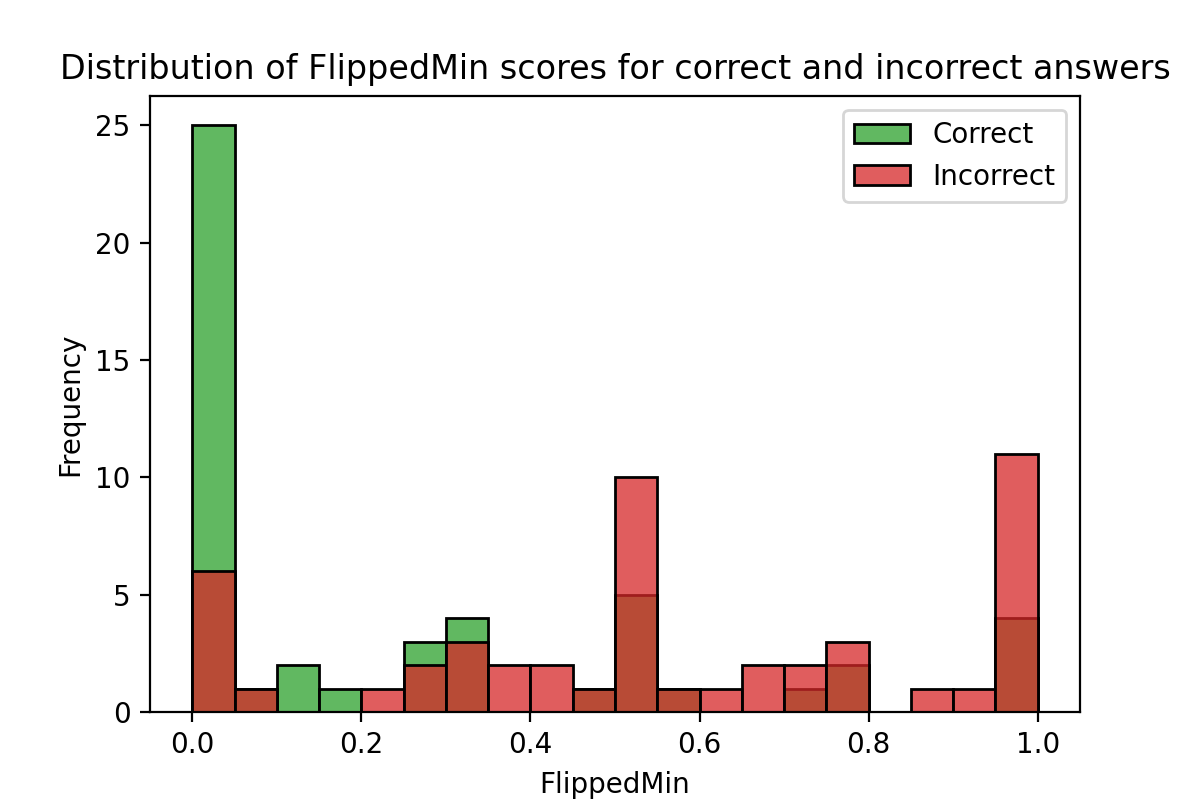 Distribution of FlippedMin scores for correct and incorrect answers
Correct
Incorrect
Frequency
25
20
15
10
5
0
0.0 0.2 0.4 0.6 0.8 1.0
FlippedMin